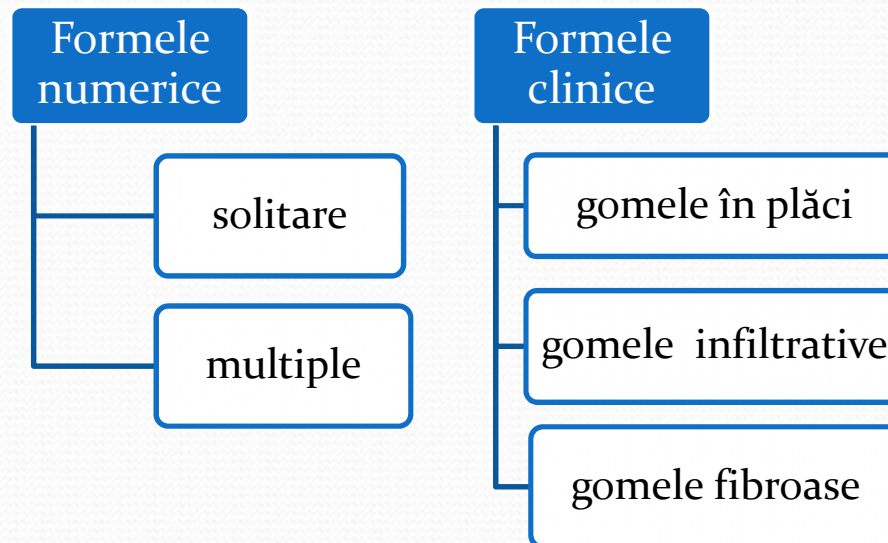 Formele
numerice
solitare
multiple
Formele
clinice
gomele în plăci
gomele infiltrative
gomele fibroase